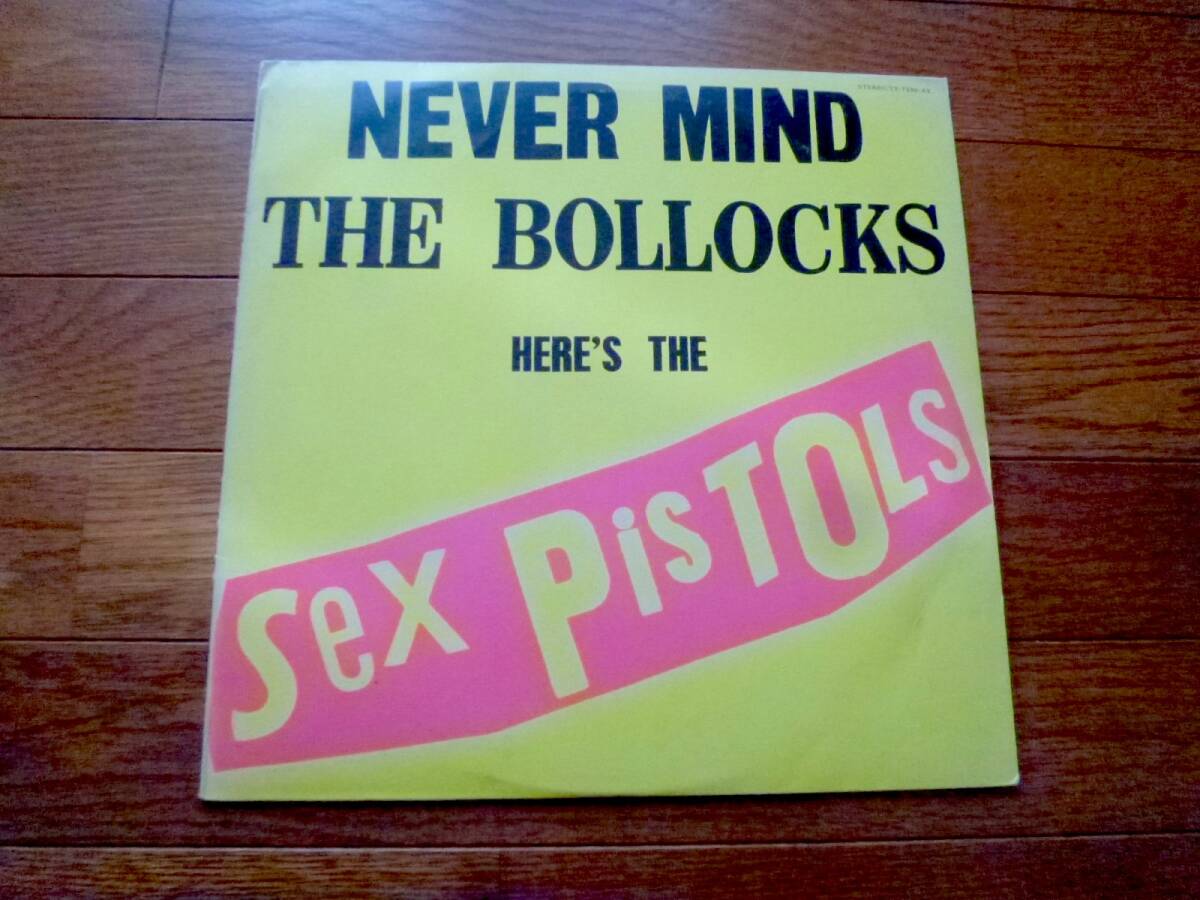 NEVER MIND
THE BOLLOCKS
HERE'S THE
Sex PisTOLS